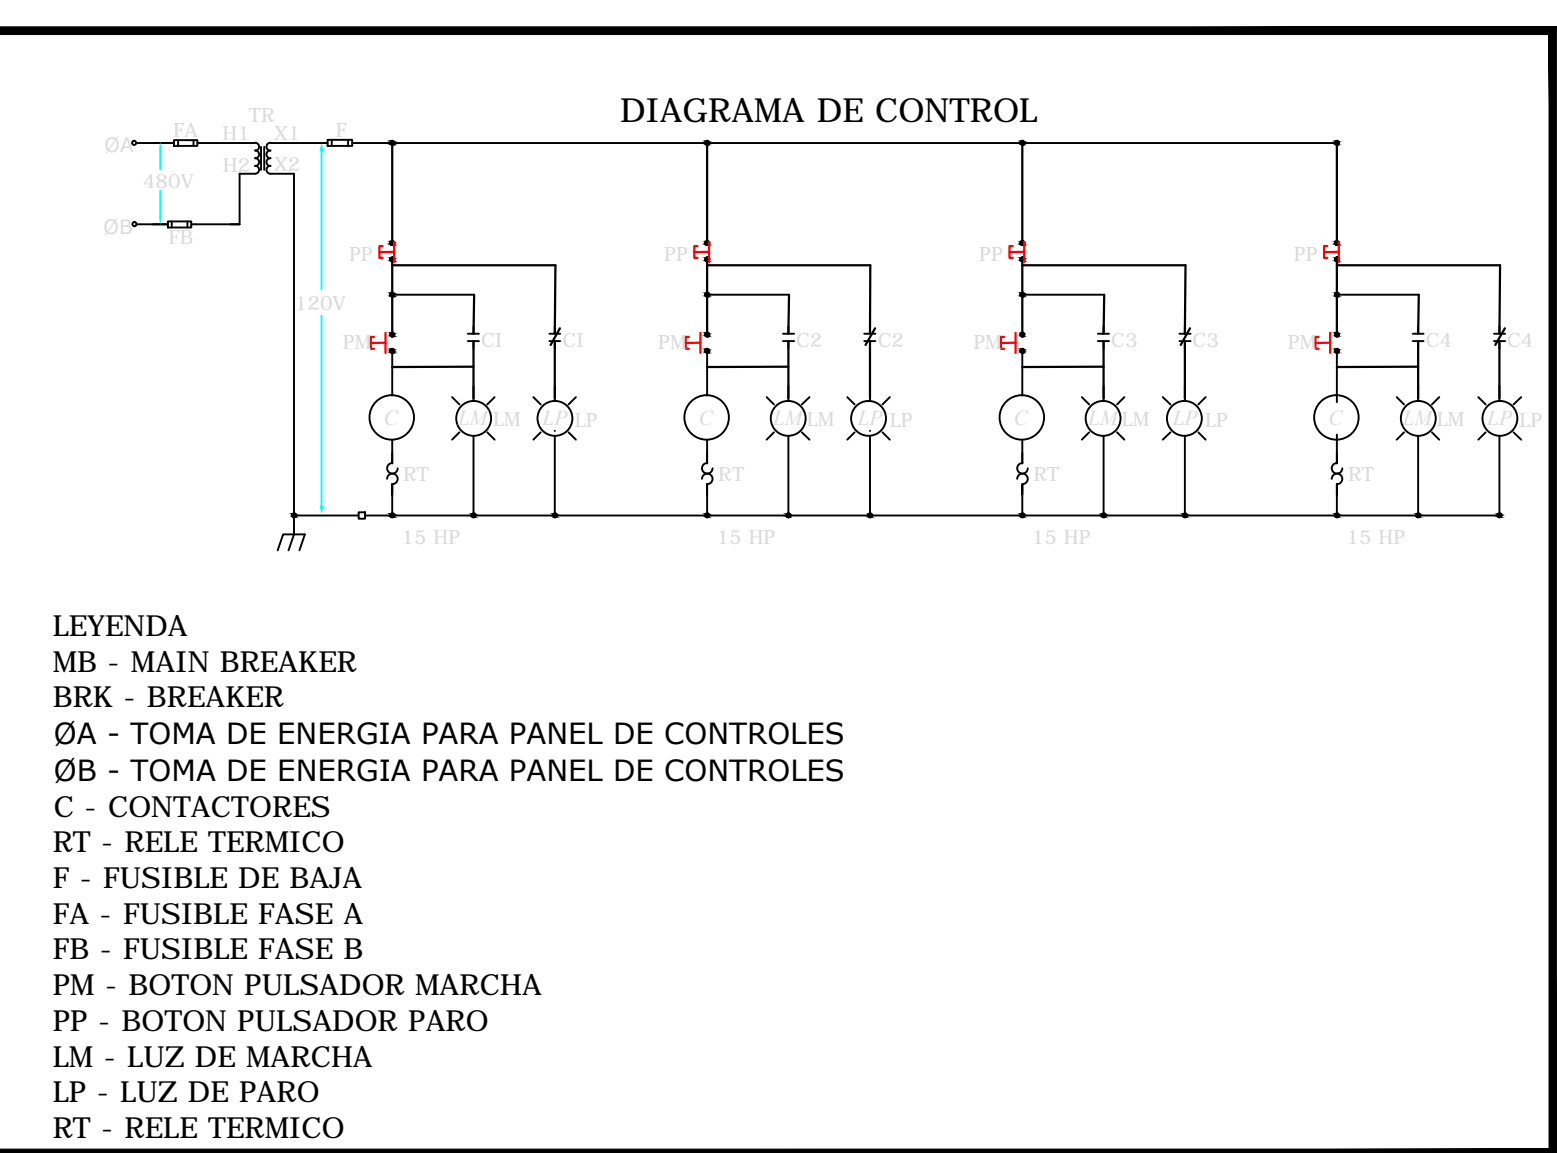 DIAGRAMA DE CONTROL
TR
FA H1 X1 F
ØA
H2 X2
480V
ØB
FB
PP PP PP PP
120V
PM CI CI PM C2 C2 PM C3 C3 PM C4 C4
C LM LM LP LP C LM LM LP LP C LM LM LP LP C LM LM LP LP
RT RT RT RT
15 HP 15 HP 15 HP 15 HP
LEYENDA
MB - MAIN BREAKER
BRK - BREAKER
ØA - TOMA DE ENERGIA PARA PANEL DE CONTROLES
ØB - TOMA DE ENERGIA PARA PANEL DE CONTROLES
C - CONTACTORES
RT - RELE TERMICO
F - FUSIBLE DE BAJA
FA - FUSIBLE FASE A
FB - FUSIBLE FASE B
PM - BOTON PULSADOR MARCHA
PP - BOTON PULSADOR PARO
LM - LUZ DE MARCHA
LP - LUZ DE PARO
RT - RELE TERMICO